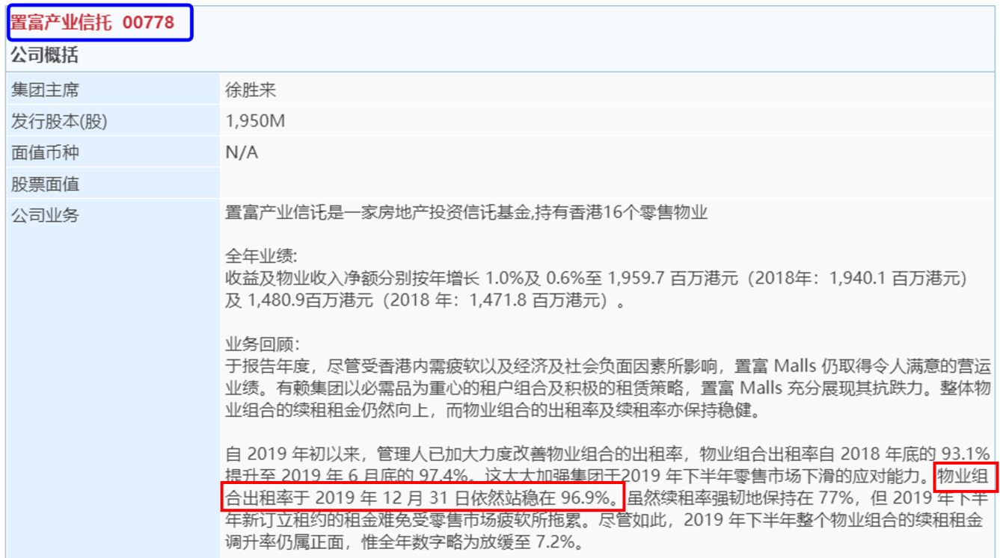 置富产业信托 00778
公司概括
集团主席 徐胜来
发行股本(股) 1,950M
面值币种 N/A
股票面值
公司业务 置富产业信讬是一家房地产投资信讬基金,持有香港16个零售物业
全年业绩:
收益及物业收入净额分别按年增长 1.0%及 0.6%至 1,959.7 百万港元（2018年：1,940.1 百万港元）
及 1,480.9百万港元（2018 年：1,471.8 百万港元）。
业务回顾：
于报告年度，尽管受香港内需疲软以及经济及社会负面因素所影响，置富 Malls 仍取得令人满意的营运
业绩。有赖集团以必需品为重心的租户组合及积极的租赁策略，置富 Malls 充分展现其抗跌力。整体物
业组合的续租租金仍然向上，而物业组合的出租率及续租率亦保持稳健。
自 2019 年初以来，管理人已加大力度改善物业组合的出租率，物业组合出租率自 2018 年底的 93.1%
提升至 2019 年 6 月底的 97.4%。这大大加强集团于2019 年下半年零售市场下滑的应对能力。物业组
合出租率于 2019 年 12 月 31 日依然站稳在 96.9%。虽然续租率强韧地保持在 77%，但 2019 年下半
年新订立租约的租金难免受零售市场疲软所拖累。尽管如此，2019 年下半年整个物业组合的续租租金
调升率仍属正面，惟全年数字略为放缓至 7.2%。